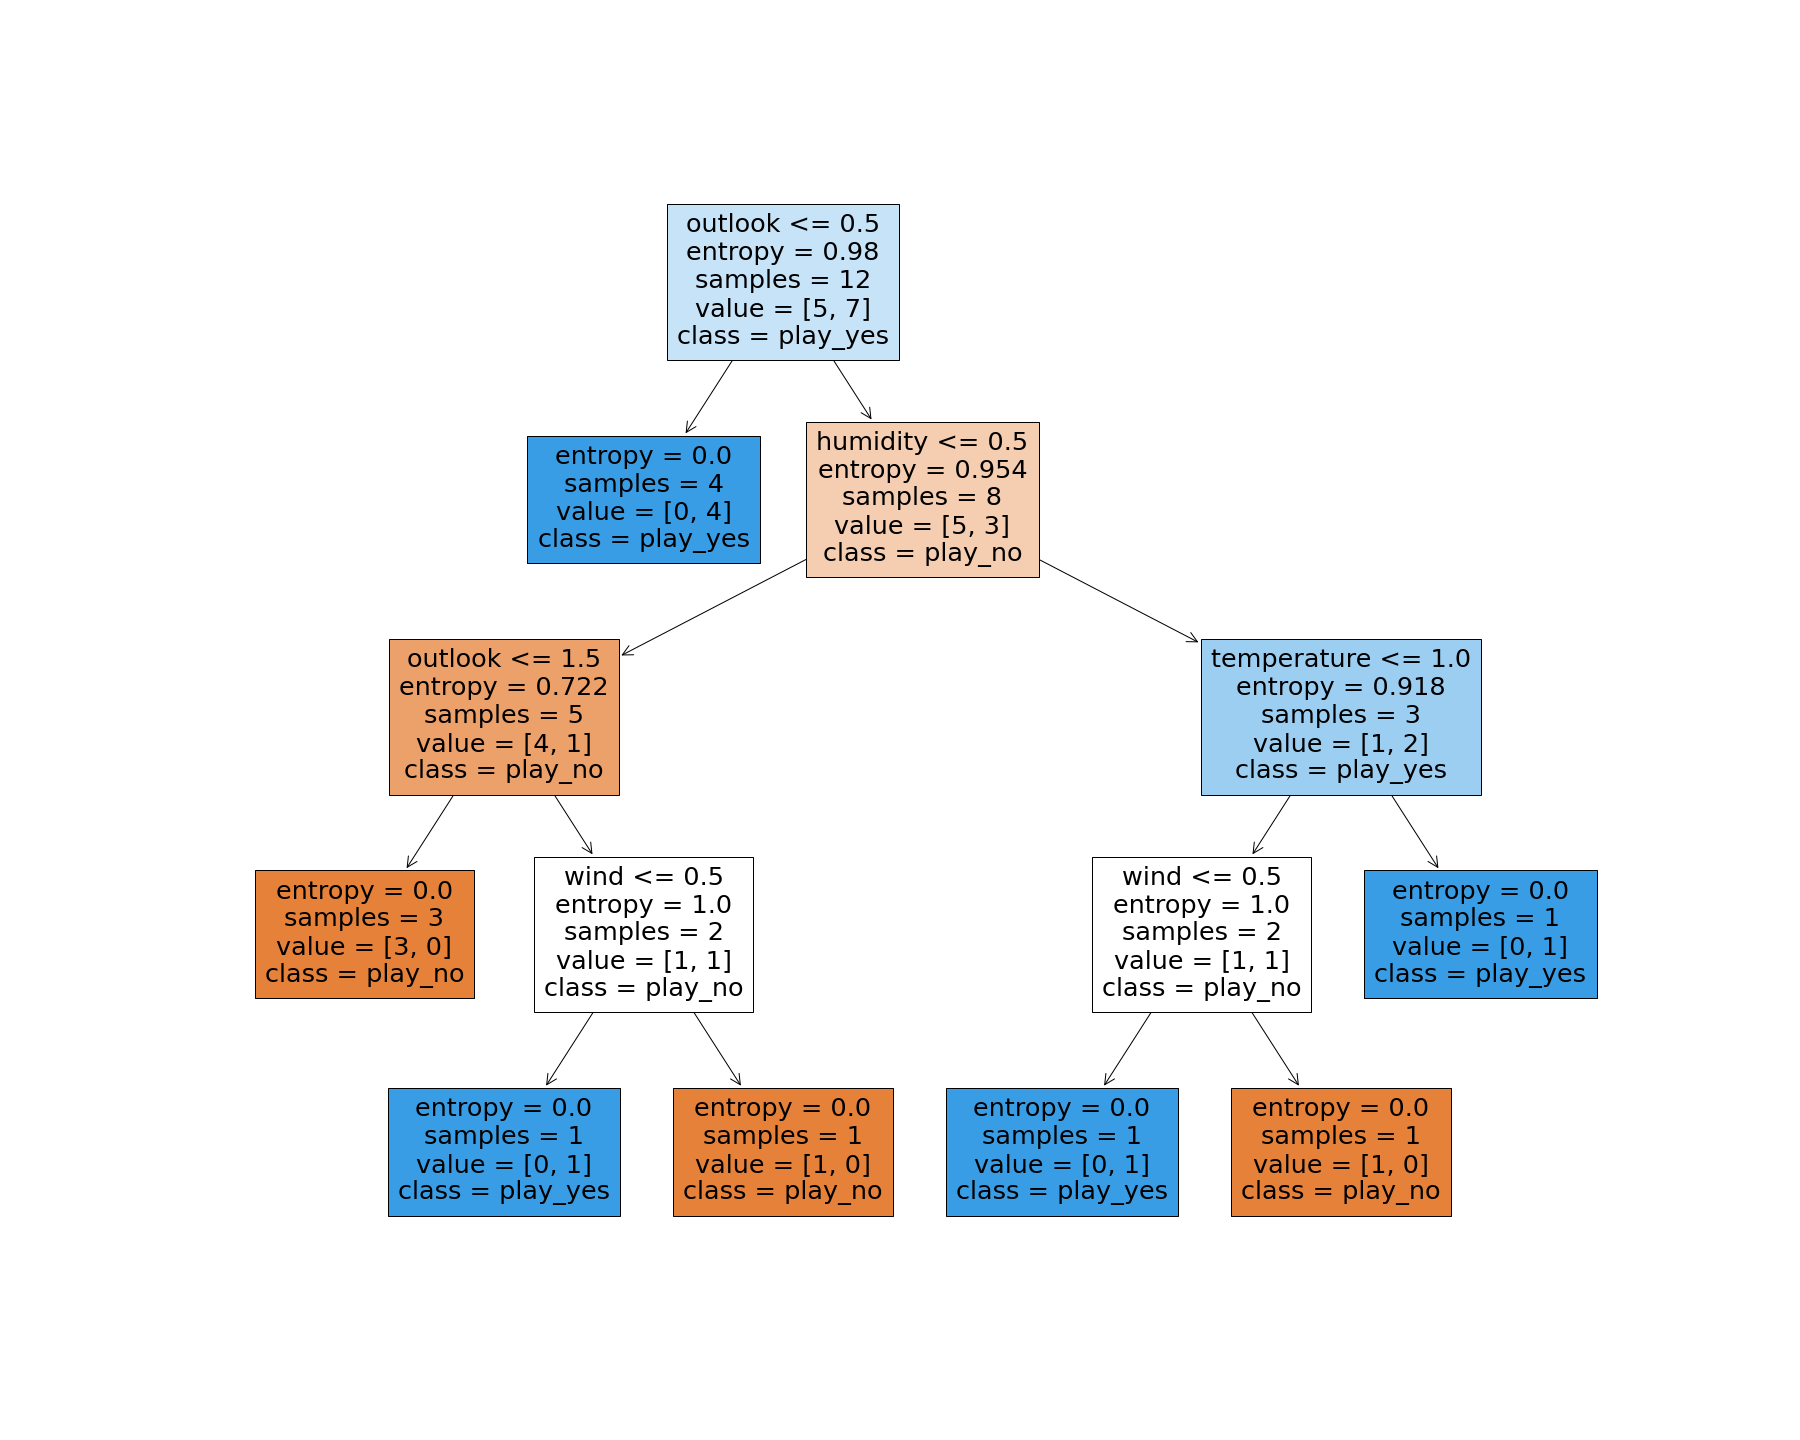 outlook <= 0.5
entropy = 0.98
samples = 12
value = [5, 7]
class = play_yes
entropy = 0.0
samples = 4
value = [0, 4]
class = play_yes
humidity <= 0.5
entropy = 0.954
samples = 8
value = [5, 3]
class = play_no
outlook <= 1.5
entropy = 0.722
samples = 5
value = [4, 1]
class = play_no
temperature <= 1.0
entropy = 0.918
samples = 3
value = [1, 2]
class = play_yes
entropy = 0.0
samples = 3
value = [3, 0]
class = play_no
wind <= 0.5
entropy = 1.0
samples = 2
value = [1, 1]
class = play_no
wind <= 0.5
entropy = 1.0
samples = 2
value = [1, 1]
class = play_no
entropy = 0.0
samples = 1
value = [0, 1]
class = play_yes
entropy = 0.0
samples = 1
value = [0, 1]
class = play_yes
entropy = 0.0
samples = 1
value = [1, 0]
class = play_no
entropy = 0.0
samples = 1
value = [0, 1]
class = play_yes
entropy = 0.0
samples = 1
value = [1, 0]
class = play_no